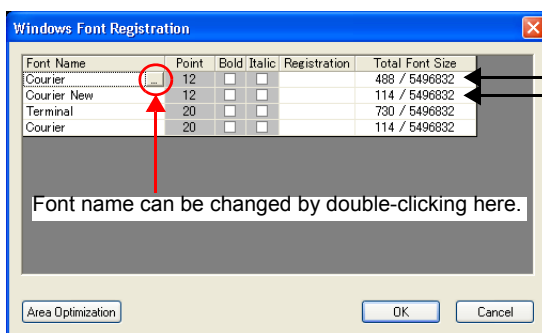 Windows Font Registration
Font Name Point Bold Italic Registration Total Font Size
Courier ... 12 488 / 5496832
Courier New 12 114 / 5496832
Terminal 20 730 / 5496832
Courier 20 114 / 5496832
Font name can be changed by double-clicking here.
Area Optimization OK Cancel